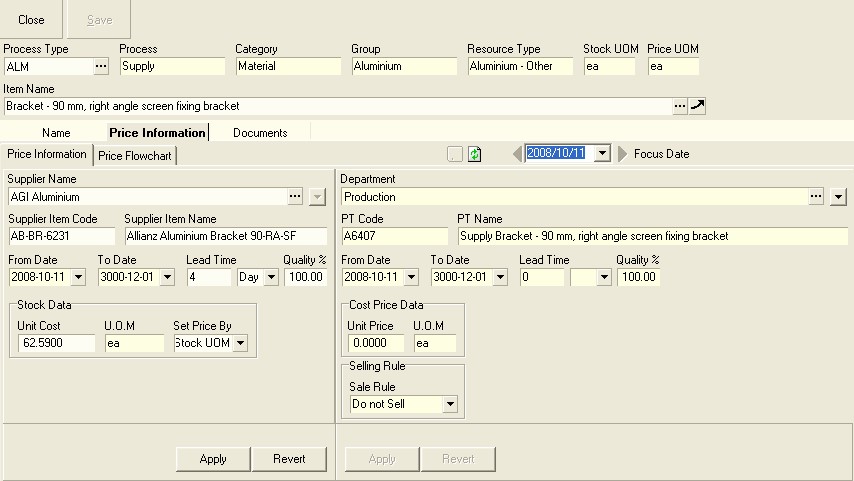 Close Save
Process Type Process Category Group Resource Type Stock UOM Price UOM
ALM ... Supply Material Aluminium Aluminium - Other ea ea
Item Name
Bracket - 90 mm, right angle screen fixing bracket ...
Name Price Information Documents
Price Information Price Flowchart 2008/10/11 Focus Date
Supplier Name Department
AGI Aluminium ... Production ...
Supplier Item Code Supplier Item Name PT Code PT Name
AB-BR-6231 Allianz Aluminium Bracket 90-RA-SF A6407 Supply Bracket - 90 mm, right angle screen fixing bracket
From Date To Date Lead Time Quality % From Date To Date Lead Time Quality %
2008-10-11 3000-12-01 4 Day 100.00 2008-10-11 3000-12-01 0 100.00
Stock Data Cost Price Data
Unit Cost U.O.M Set Price By Unit Price U.O.M
62.5900 ea Stock UOM 0.0000 ea
Selling Rule
Sale Rule
Do not Sell
Apply Revert Apply Revert